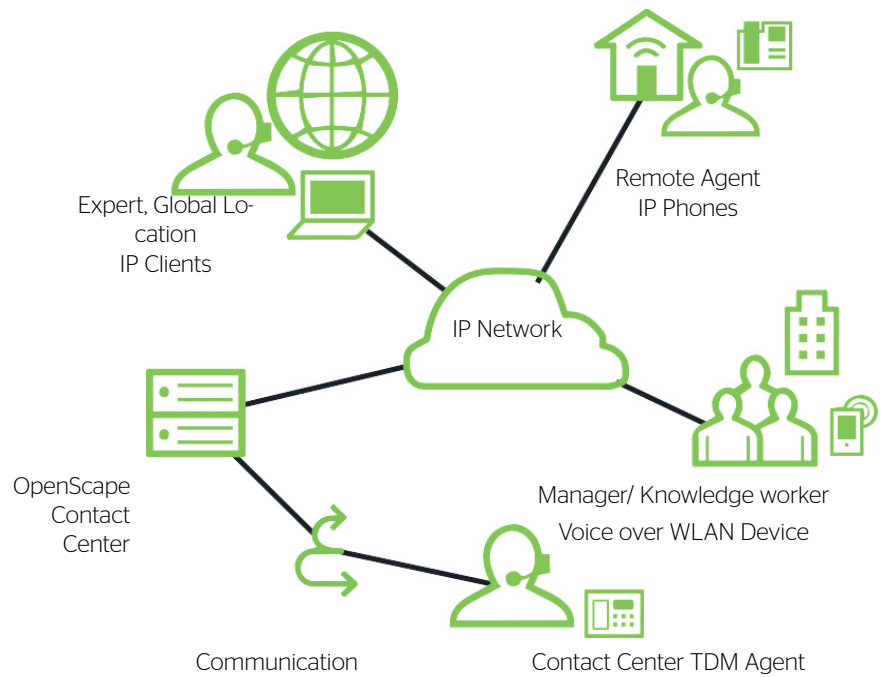 Remote Agent
IP Phones
Expert, Global Lo-
cation
IP Clients
IP Network
OpenScape
Contact
Center
Manager/ Knowledge worker
Voice over WLAN Device
Communication
Contact Center TDM Agent